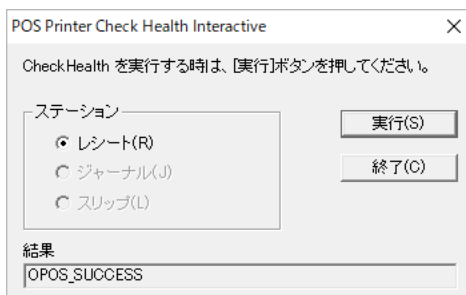 POS Printer Check Health Interactive
CheckHealth を実行する時は、[実行]ボタンを押してください。
ステーション
レシート(R)
ジャーナル(J)
スリップ(L)
実行(S)
終了(C)
結果
OPOS_SUCCESS